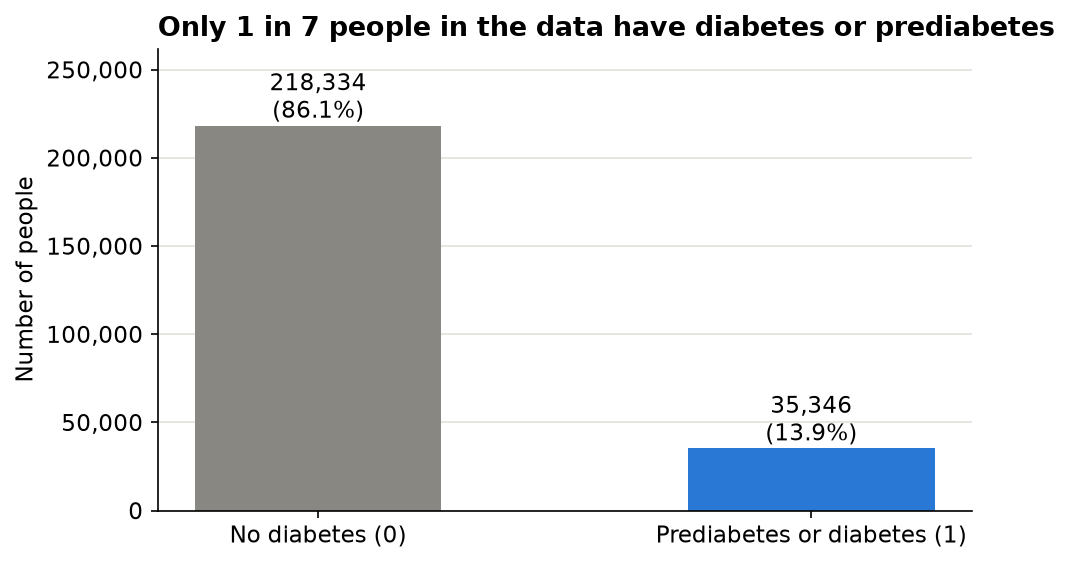 Only 1 in 7 people in the data have diabetes or prediabetes
Number of people
250,000
200,000
150,000
100,000
50,000
0
218,334
(86.1%)
35,346
(13.9%)
No diabetes (0)
Prediabetes or diabetes (1)